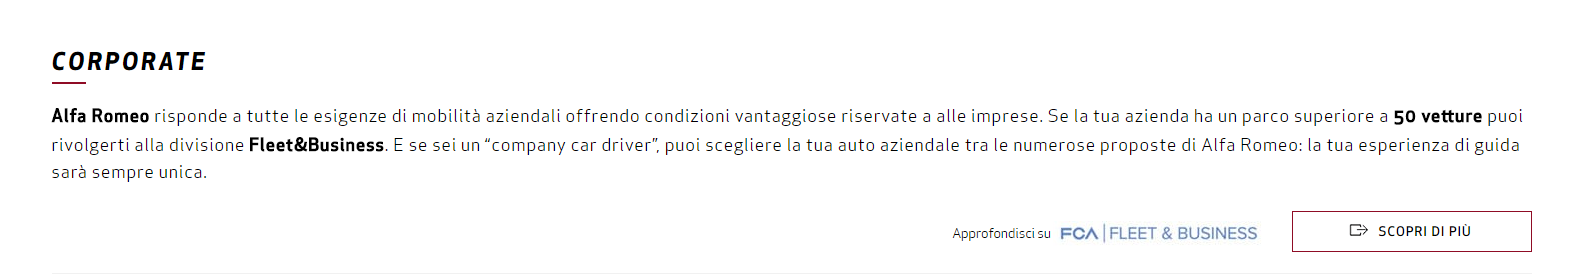 CORPORATE
Alfa Romeo risponde a tutte le esigenze di mobilità aziendali offrendo condizioni vantaggiose riservate a alle imprese. Se la tua azienda ha un parco superiore a 50 vetture puoi
rivolgerti alla divisione Fleet&Business. E se sei un “company car driver”, puoi scegliere la tua auto aziendale tra le numerose proposte di Alfa Romeo: la tua esperienza di guida
sarà sempre unica.
Approfondisci su FCA | FLEET & BUSINESS SCOPRI DI PIÙ